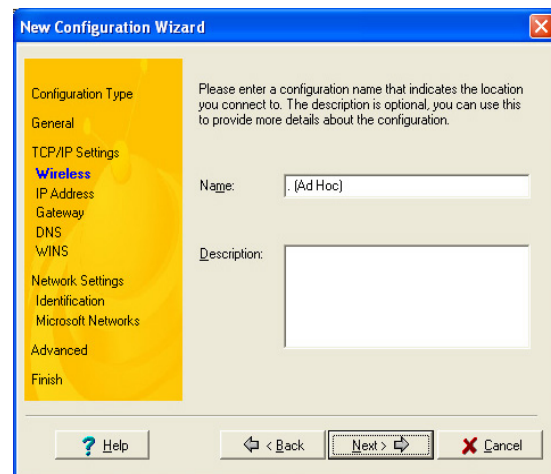 New Configuration Wizard
Configuration Type
General
TCP/IP Settings
Wireless
IP Address
Gateway
DNS
WINS
Network Settings
Identification
Microsoft Networks
Advanced
Finish
Please enter a configuration name that indicates the location
you connect to. The description is optional, you can use this
to provide more details about the configuration.
Name:
. (Ad Hoc)
Description:
? Help
< Back
Next >
Cancel